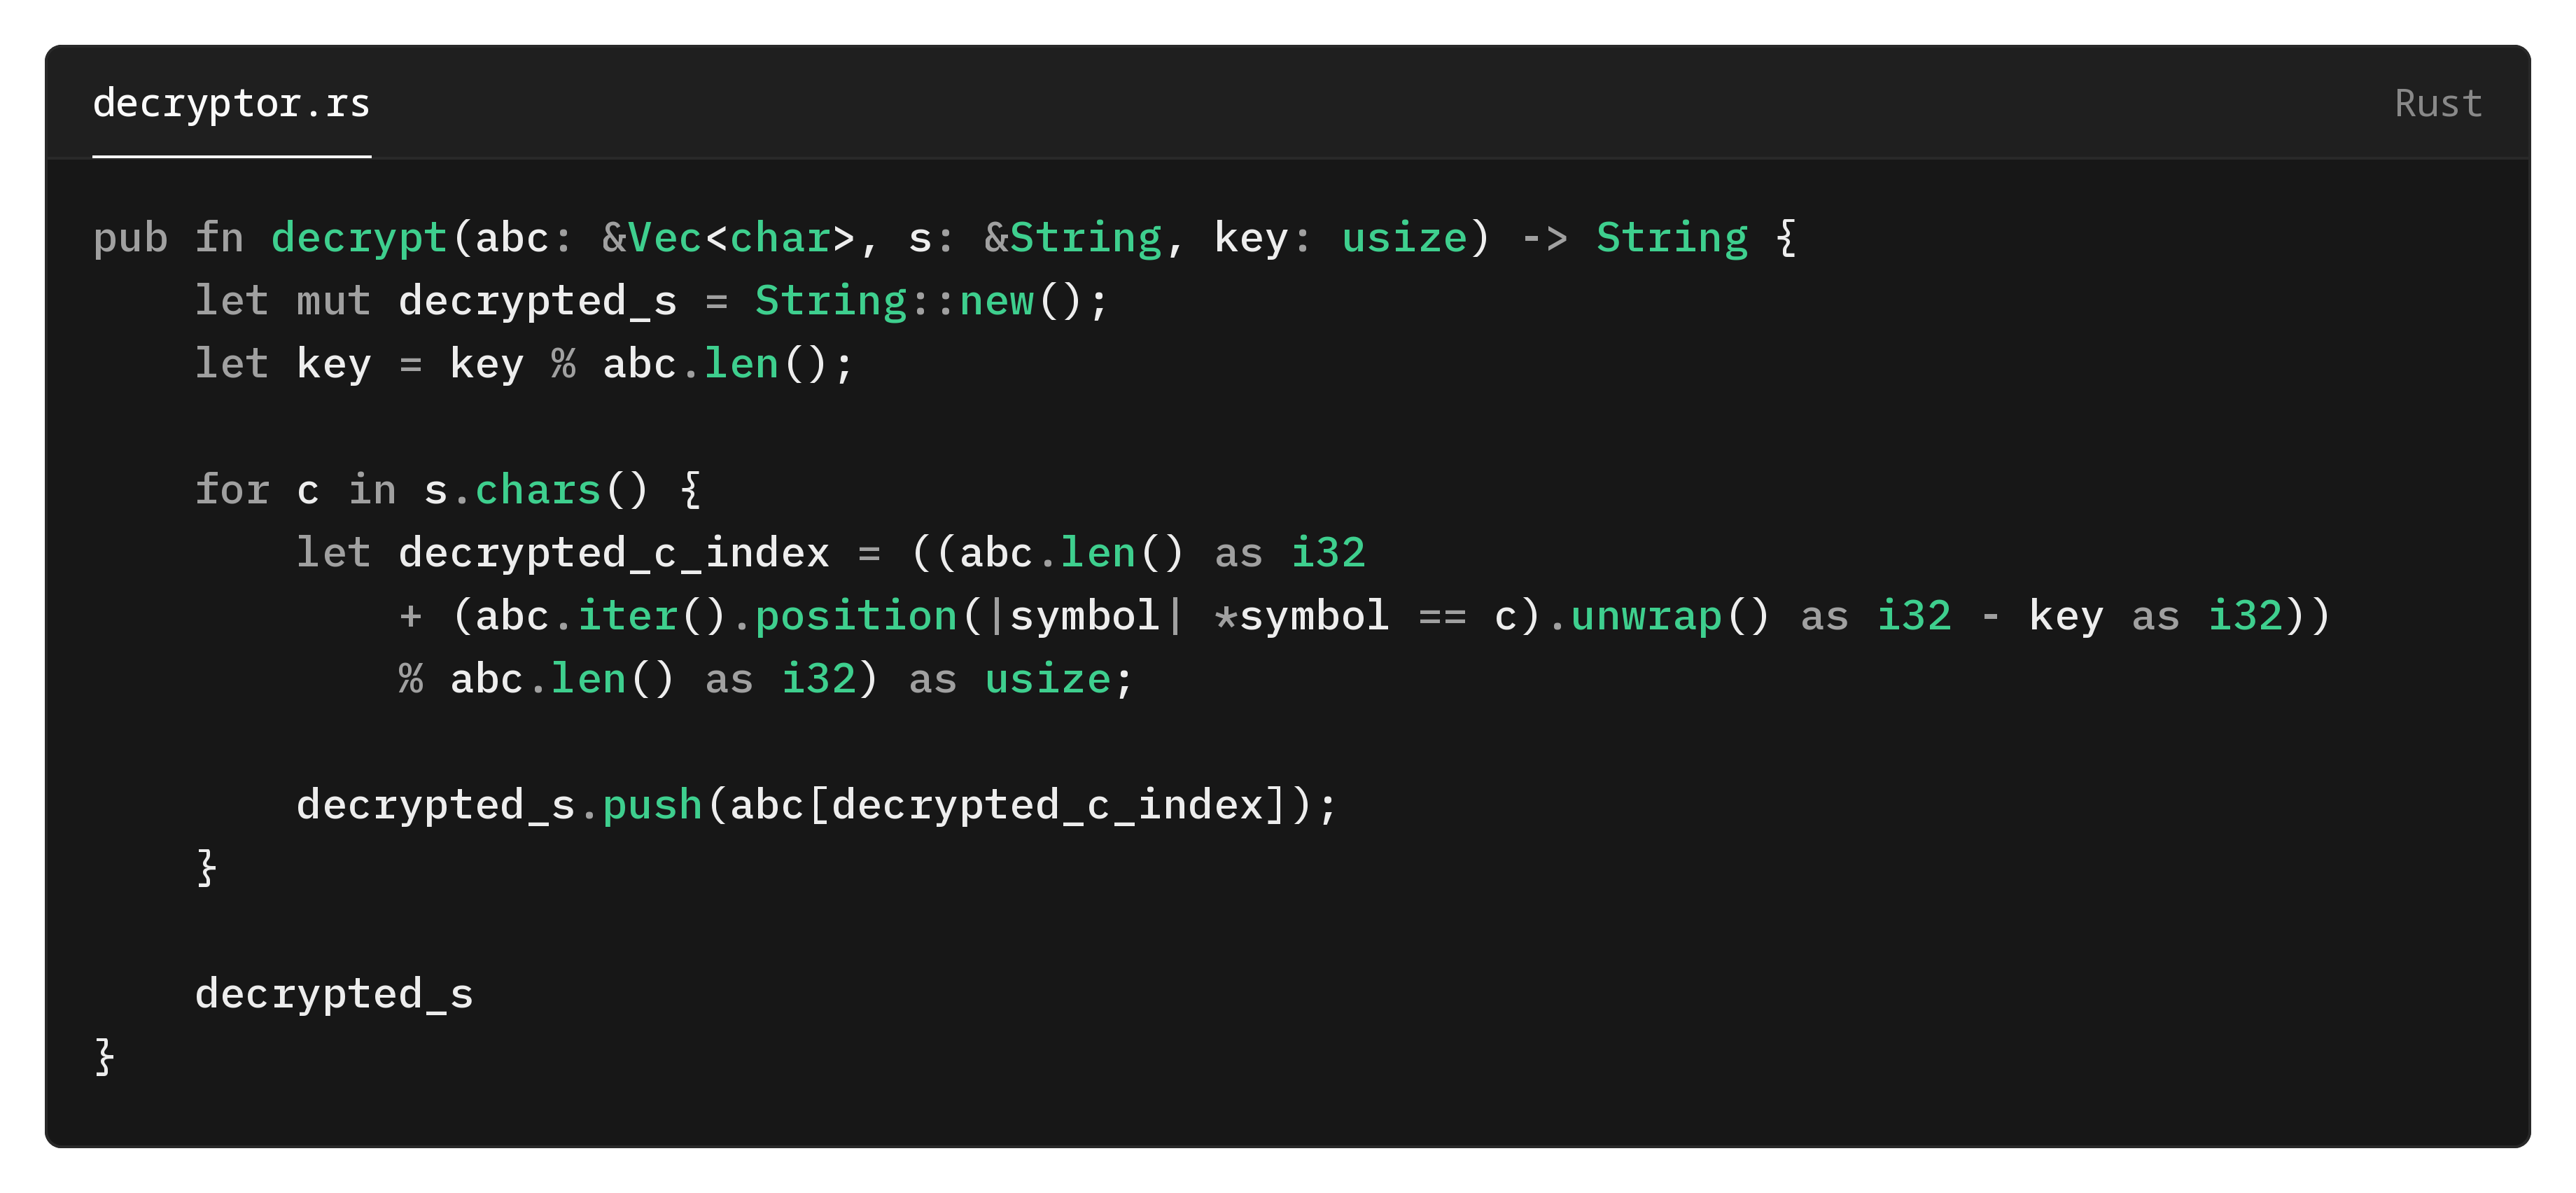 decryptor.rs
Rust
pub fn decrypt(abc: &Vec<char>, s: &String, key: usize) -> String {
    let mut decrypted_s = String::new();
    let key = key % abc.len();

    for c in s.chars() {
        let decrypted_c_index = ((abc.len() as i32
            + (abc.iter().position(|symbol| *symbol == c).unwrap() as i32 - key as i32))
            % abc.len() as i32) as usize;

        decrypted_s.push(abc[decrypted_c_index]);
    }

    decrypted_s
}